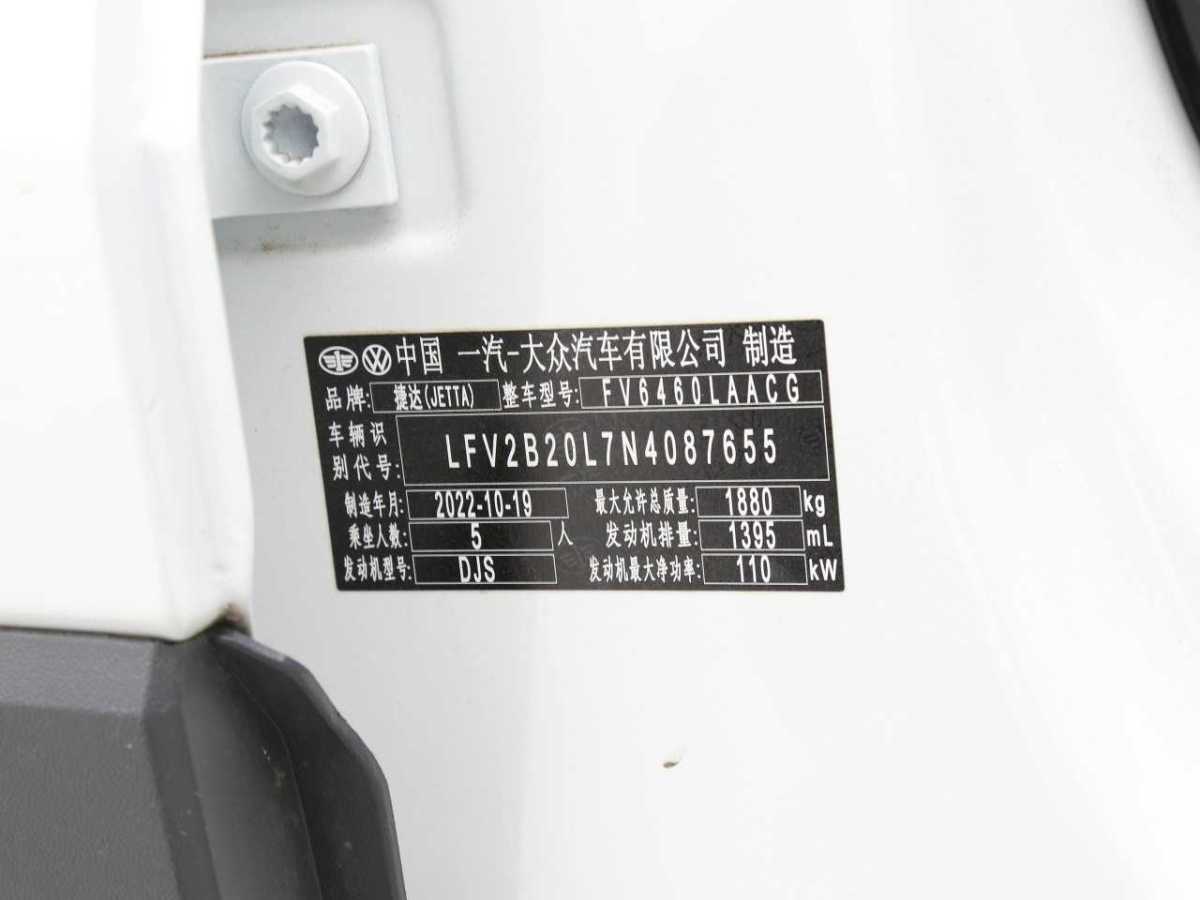 中国 一汽-大众汽车有限公司 制造
品牌: 捷达(JETTA) 整车型号: FV6460LAACG
车辆识别代号: LFV2B20L7N4087655
制造年月: 2022-10-19 最大允许总质量: 1880 kg
乘坐人数: 5 人 发动机排量: 1395 mL
发动机型号: DJS 发动机最大净功率: 110 kW